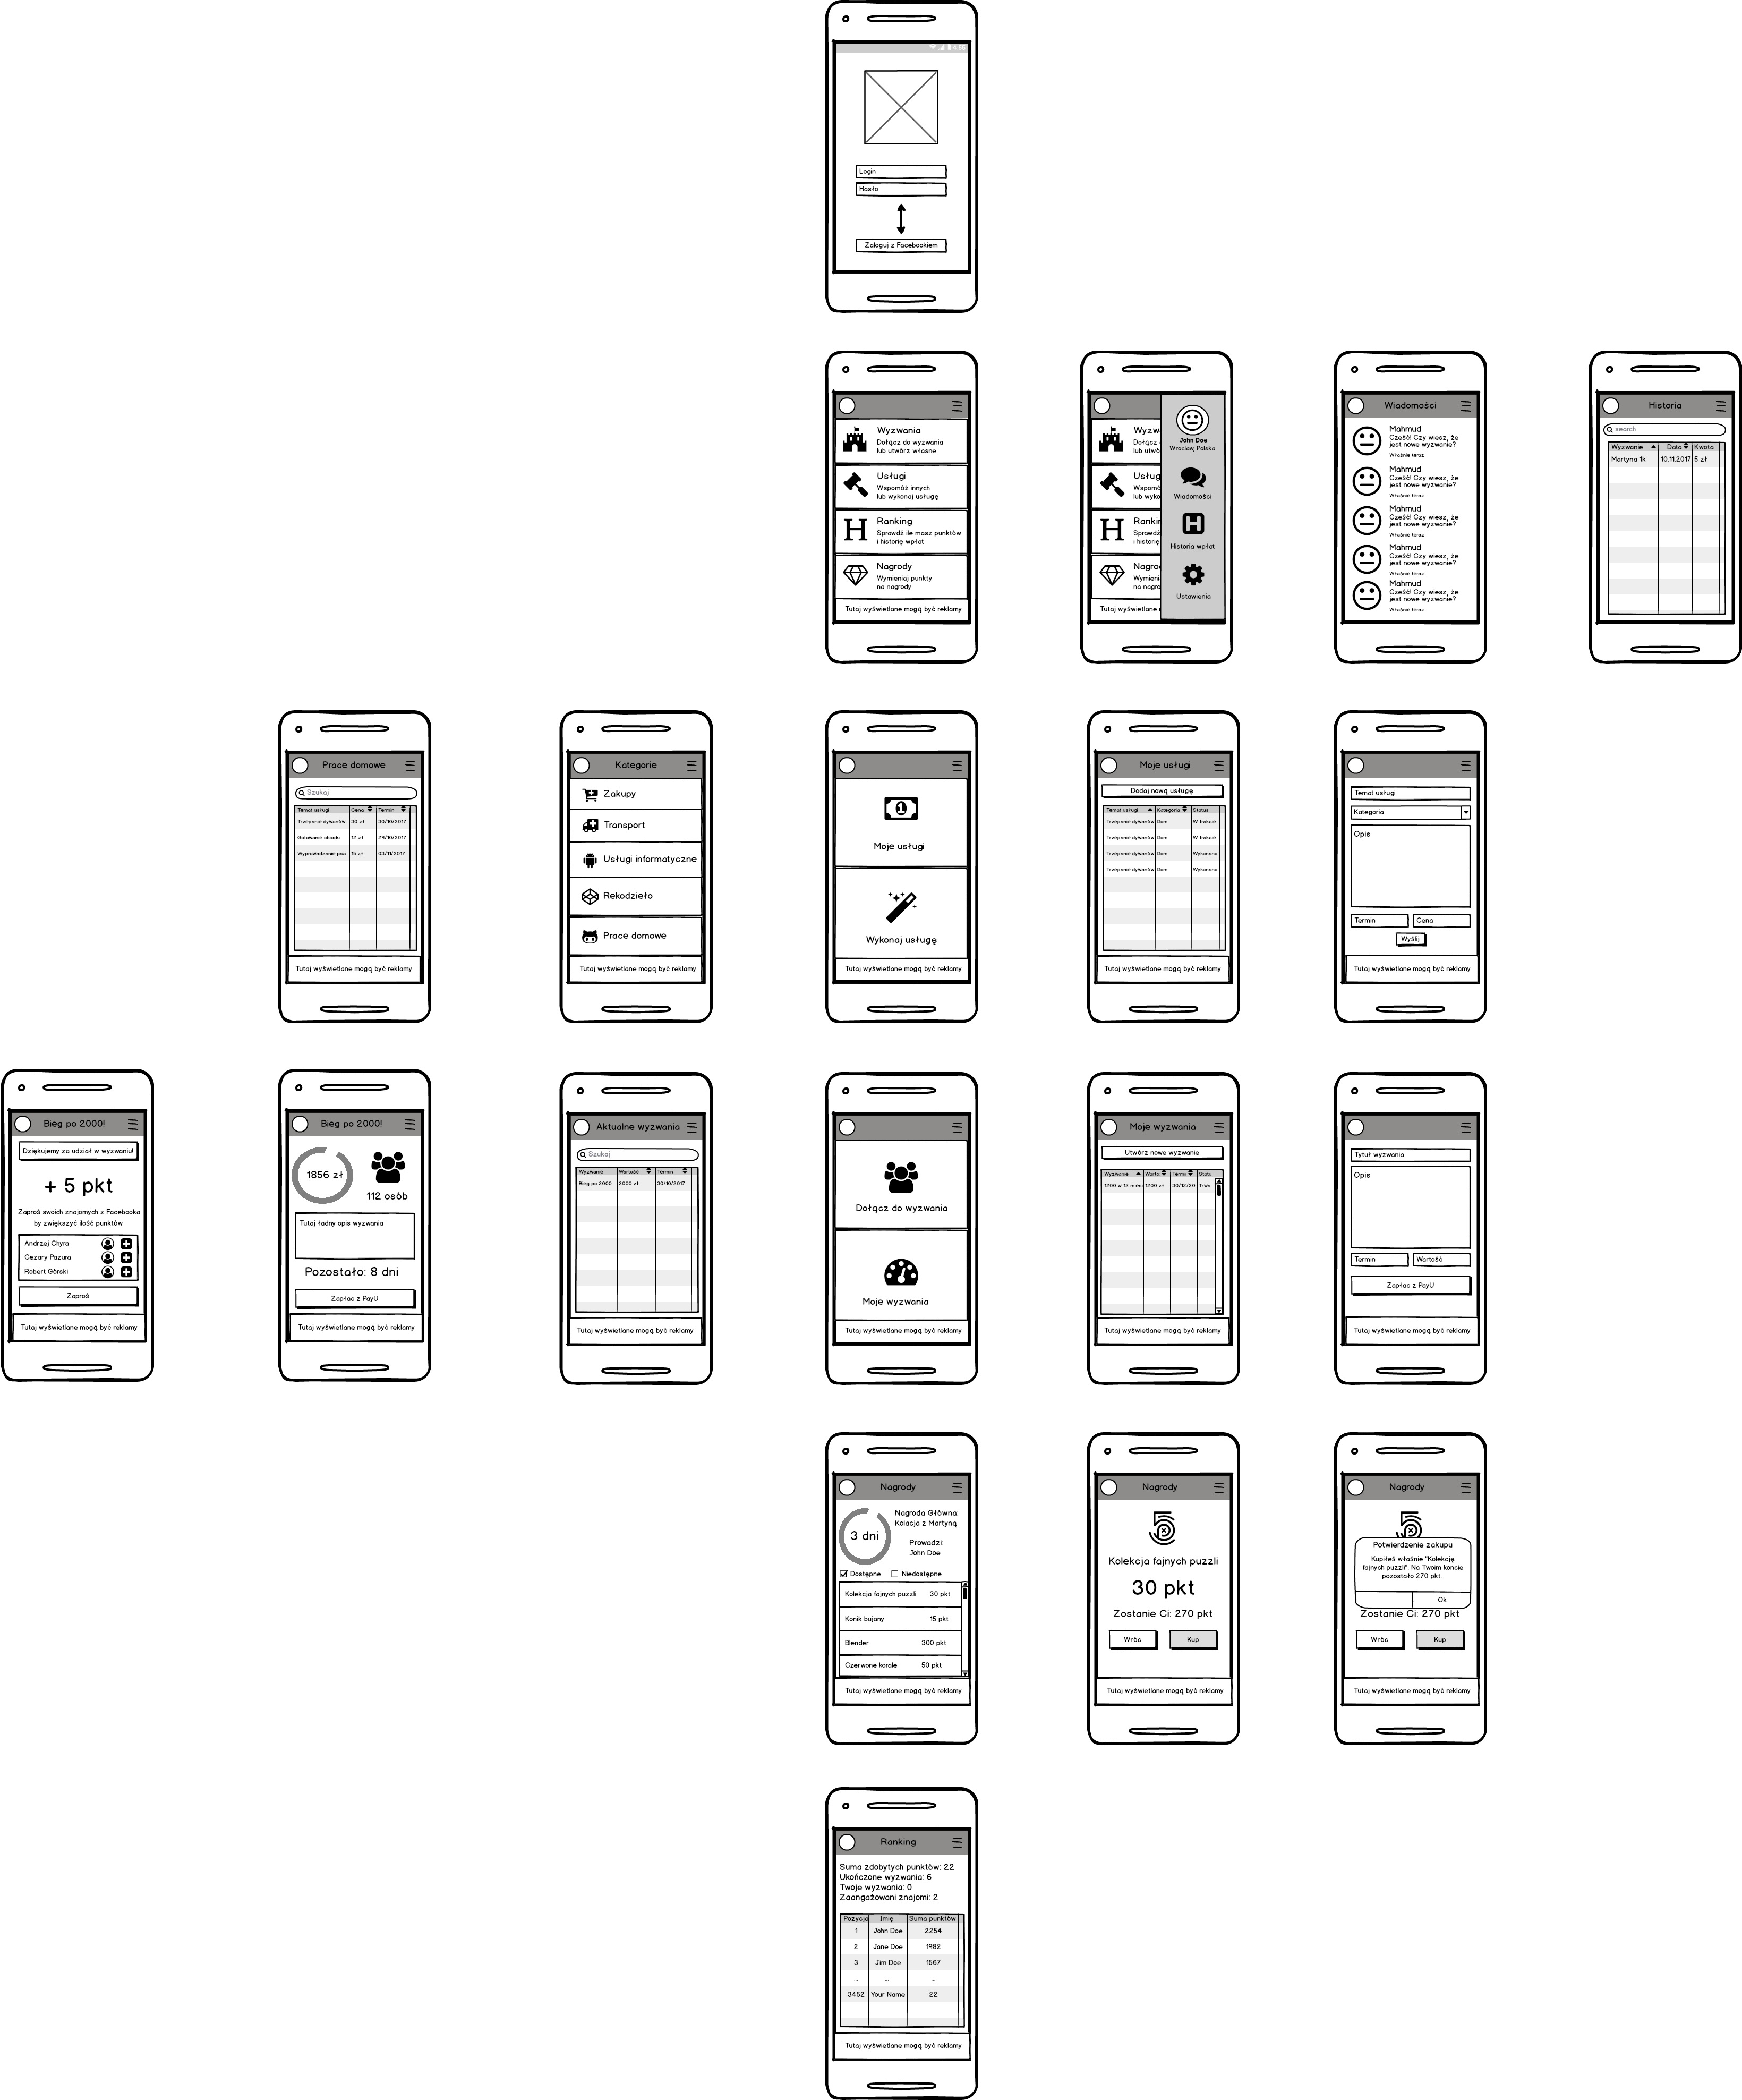 4:55
Login
Hasło
Zaloguj z Facebookiem
Wyzwania
Dołącz do wyzwania
lub utwórz własne
Usługi
Wspomóż innych
lub wykonaj usługę
H
Ranking
Sprawdź ile masz punktów
i historię wpłat
Nagrody
Wymieniaj punkty
na nagrody
Tutaj wyświetlane mogą być reklamy
Wyzw
Dołącz
lub utwó
Usług
Wspomó
lub wyko
H
Rankin
Sprawdź
i historię
Nagro
Wymieni
na nagro
Tutaj wyświetlane
John Doe
Wrocław, Polska
Wiadomości
H
Historia wpłat
Ustawienia
Wiadomości
Mahmud
Cześć! Czy wiesz, że
jest nowe wyzwanie?
Właśnie teraz
Mahmud
Cześć! Czy wiesz, że
jest nowe wyzwanie?
Właśnie teraz
Mahmud
Cześć! Czy wiesz, że
jest nowe wyzwanie?
Właśnie teraz
Mahmud
Cześć! Czy wiesz, że
jest nowe wyzwanie?
Właśnie teraz
Mahmud
Cześć! Czy wiesz, że
jest nowe wyzwanie?
Właśnie teraz
Historia
search
Wyzwanie Data Kwota
Martyna 1k 10.11.2017 5 zł
Prace domowe
Szukaj
Temat usługi Cena Termin
Trzepanie dywanów 30 zł 30/10/2017
Gotowanie obiadu 12 zł 29/10/2017
Wyprowadzanie psa 15 zł 03/11/2017
Tutaj wyświetlane mogą być reklamy
Kategorie
Zakupy
Transport
Usługi informatyczne
Rekodzieło
Prace domowe
Tutaj wyświetlane mogą być reklamy
1
Moje usługi
Wykonaj usługę
Tutaj wyświetlane mogą być reklamy
Moje usługi
Dodaj nową usługę
Temat usługi Kategoria Status
Trzepanie dywanów Dom W trakcie
Trzepanie dywanów Dom W trakcie
Trzepanie dywanów Dom Wykonano
Trzepanie dywanów Dom Wykonano
Tutaj wyświetlane mogą być reklamy
Temat usługi
Kategoria
Opis
Termin Cena
Wyślij
Tutaj wyświetlane mogą być reklamy
Bieg po 2000!
Dziękujemy za udział w wyzwaniu!
+ 5 pkt
Zaproś swoich znajomych z Facebooka
by zwiększyć ilość punktów
Andrzej Chyra
Cezary Pazura
Robert Górski
Zaproś
Tutaj wyświetlane mogą być reklamy
Bieg po 2000!
1856 zł
112 osób
Tutaj ładny opis wyzwania
Pozostało: 8 dni
Zapłac z PayU
Tutaj wyświetlane mogą być reklamy
Aktualne wyzwania
Szukaj
Wyzwanie Wartość Termin
Bieg po 2000 2000 zł 30/10/2017
Tutaj wyświetlane mogą być reklamy
Dołącz do wyzwania
Moje wyzwania
Tutaj wyświetlane mogą być reklamy
Moje wyzwania
Utwórz nowe wyzwanie
Wyzwanie Warto Termi Statu
1200 w 12 miesi 1200 zł 30/12/20 Trwa
Tutaj wyświetlane mogą być reklamy
Tytuł wyzwania
Opis
Termin Wartość
Zapłac z PayU
Tutaj wyświetlane mogą być reklamy
Nagrody
3 dni
Nagroda Główna:
Kolacja z Martyną
Prowadzi:
John Doe
Dostępne Niedostępne
Kolekcja fajnych puzzli 30 pkt
Konik bujany 15 pkt
Blender 300 pkt
Czerwone korale 50 pkt
Tutaj wyświetlane mogą być reklamy
Nagrody
Kolekcja fajnych puzzli
30 pkt
Zostanie Ci: 270 pkt
Wróc Kup
Tutaj wyświetlane mogą być reklamy
Nagrody
Potwierdzenie zakupu
Kupiłeś właśnie "Kolekcję
fajnych puzzli". Na Twoim koncie
pozostało 270 pkt.
Ok
Zostanie Ci: 270 pkt
Wróc Kup
Tutaj wyświetlane mogą być reklamy
Ranking
Suma zdobytych punktów: 22
Ukończone wyzwania: 6
Twoje wyzwania: 0
Zaangażowani znajomi: 2
Pozycja Imię Suma punktów
1 John Doe 2254
2 Jane Doe 1982
3 Jim Doe 1567
... ... ...
3452 Your Name 22
Tutaj wyświetlane mogą być reklamy